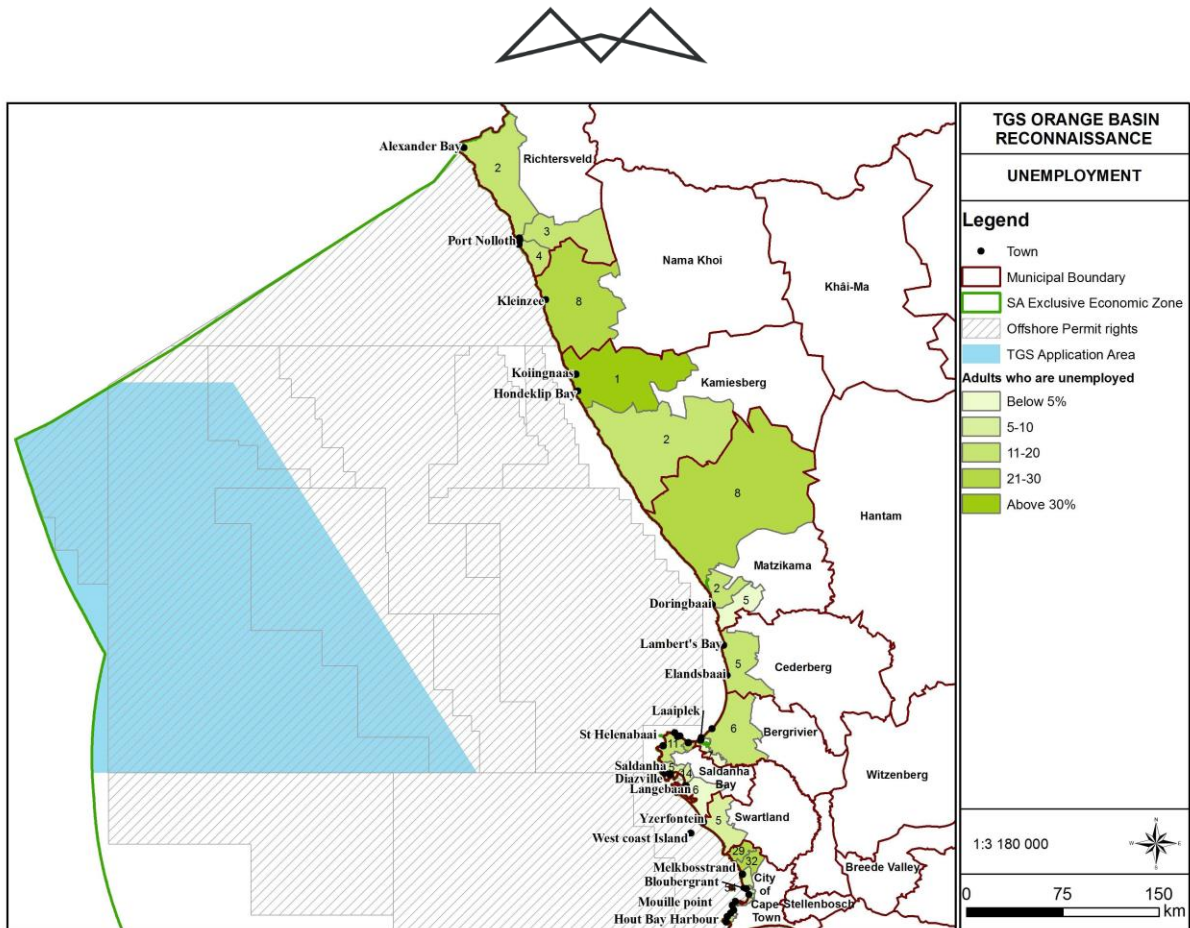 Alexander Bay
Richtersveld
2
3
Port Nolloth
4
Nama Khoi
Khâi-Ma
Kleinzee
8
Koiingnaas
1
Kamiesberg
Hondeklip Bay
2
8
Hantam
Matzikama
2
5
Doringbaai
Lambert's Bay
5
Cederberg
Elandsbaai
Laaiplek
6
Bergrivier
St Helenabaai
11
7
Witzenberg
Saldanha
5
Diazville
14
Saldanha
Bay
Langebaan
6
Yzerfontein
5
Swartland
West coast Island
29
32
Melkbosstrand
Breede Valley
Bloubergrant
City
of
Cape
Town
Stellenbosch
Mouille point
Hout Bay Harbour
TGS ORANGE BASIN
RECONNAISSANCE
UNEMPLOYMENT
Legend
Town
Municipal Boundary
SA Exclusive Economic Zone
Offshore Permit rights
TGS Application Area
Adults who are unemployed
Below 5%
5-10
11-20
21-30
Above 30%
1:3 180 000
N
W
E
S
0 75 150
km